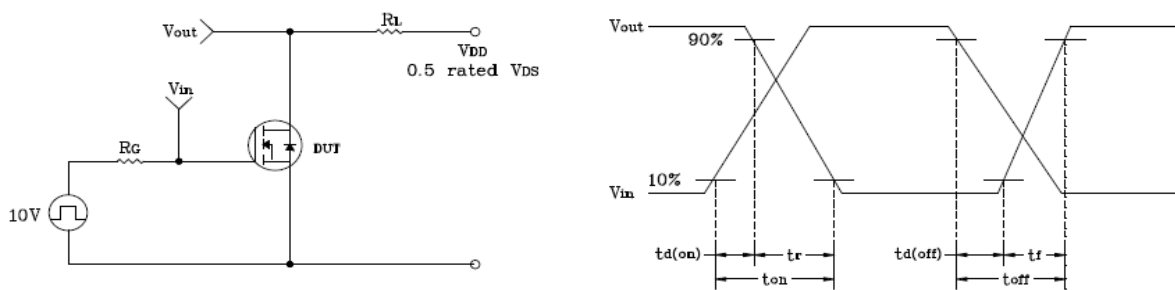 Vout
RL
VDD
0.5 rated VDS
Vin
RG
DUT
10V
Vout
90%
10%
Vin
td(on)
tr
td(off)
tf
ton
toff